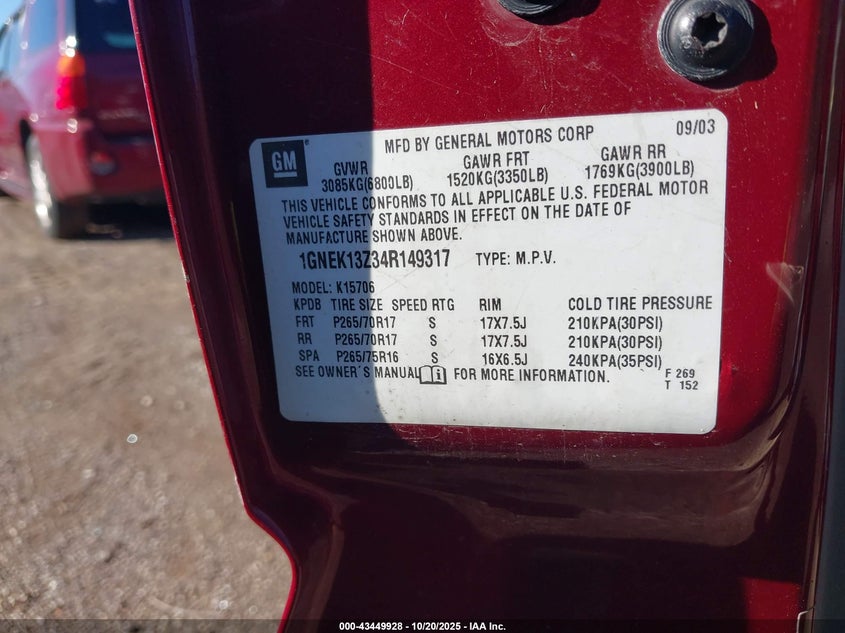 GM
MFD BY GENERAL MOTORS CORP 09/03
GVWR GAWR FRT GAWR RR
3085KG(6800LB) 1520KG(3350LB) 1769KG(3900LB)
THIS VEHICLE CONFORMS TO ALL APPLICABLE U.S. FEDERAL MOTOR
VEHICLE SAFETY STANDARDS IN EFFECT ON THE DATE OF
MANUFACTURE SHOWN ABOVE.
1GNEK13Z34R149317 TYPE: M.P.V.
MODEL: K15706
KPDB TIRE SIZE SPEED RTG RIM COLD TIRE PRESSURE
FRT P265/70R17 S 17X7.5J 210KPA(30PSI)
RR P265/70R17 S 17X7.5J 210KPA(30PSI)
SPA P265/75R16 S 16X6.5J 240KPA(35PSI)
SEE OWNER'S MANUAL FOR MORE INFORMATION.
F 269
T 152
000-43449928 - 10/20/2025 - IAA Inc.